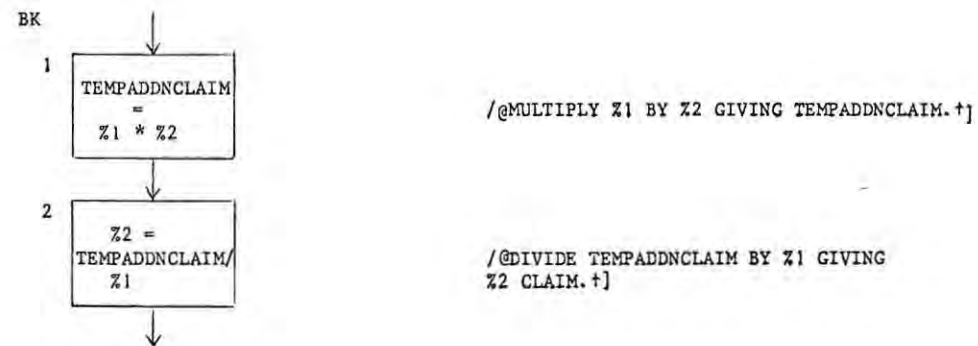 BK
1
TEMPADDNCLAIM
=
%1 * %2
/@MULTIPLY %1 BY %2 GIVING TEMPADDNCLAIM.†]
2
%2 =
TEMPADDNCLAIM/
%1
/@DIVIDE TEMPADDNCLAIM BY %1 GIVING
%2 CLAIM.†]